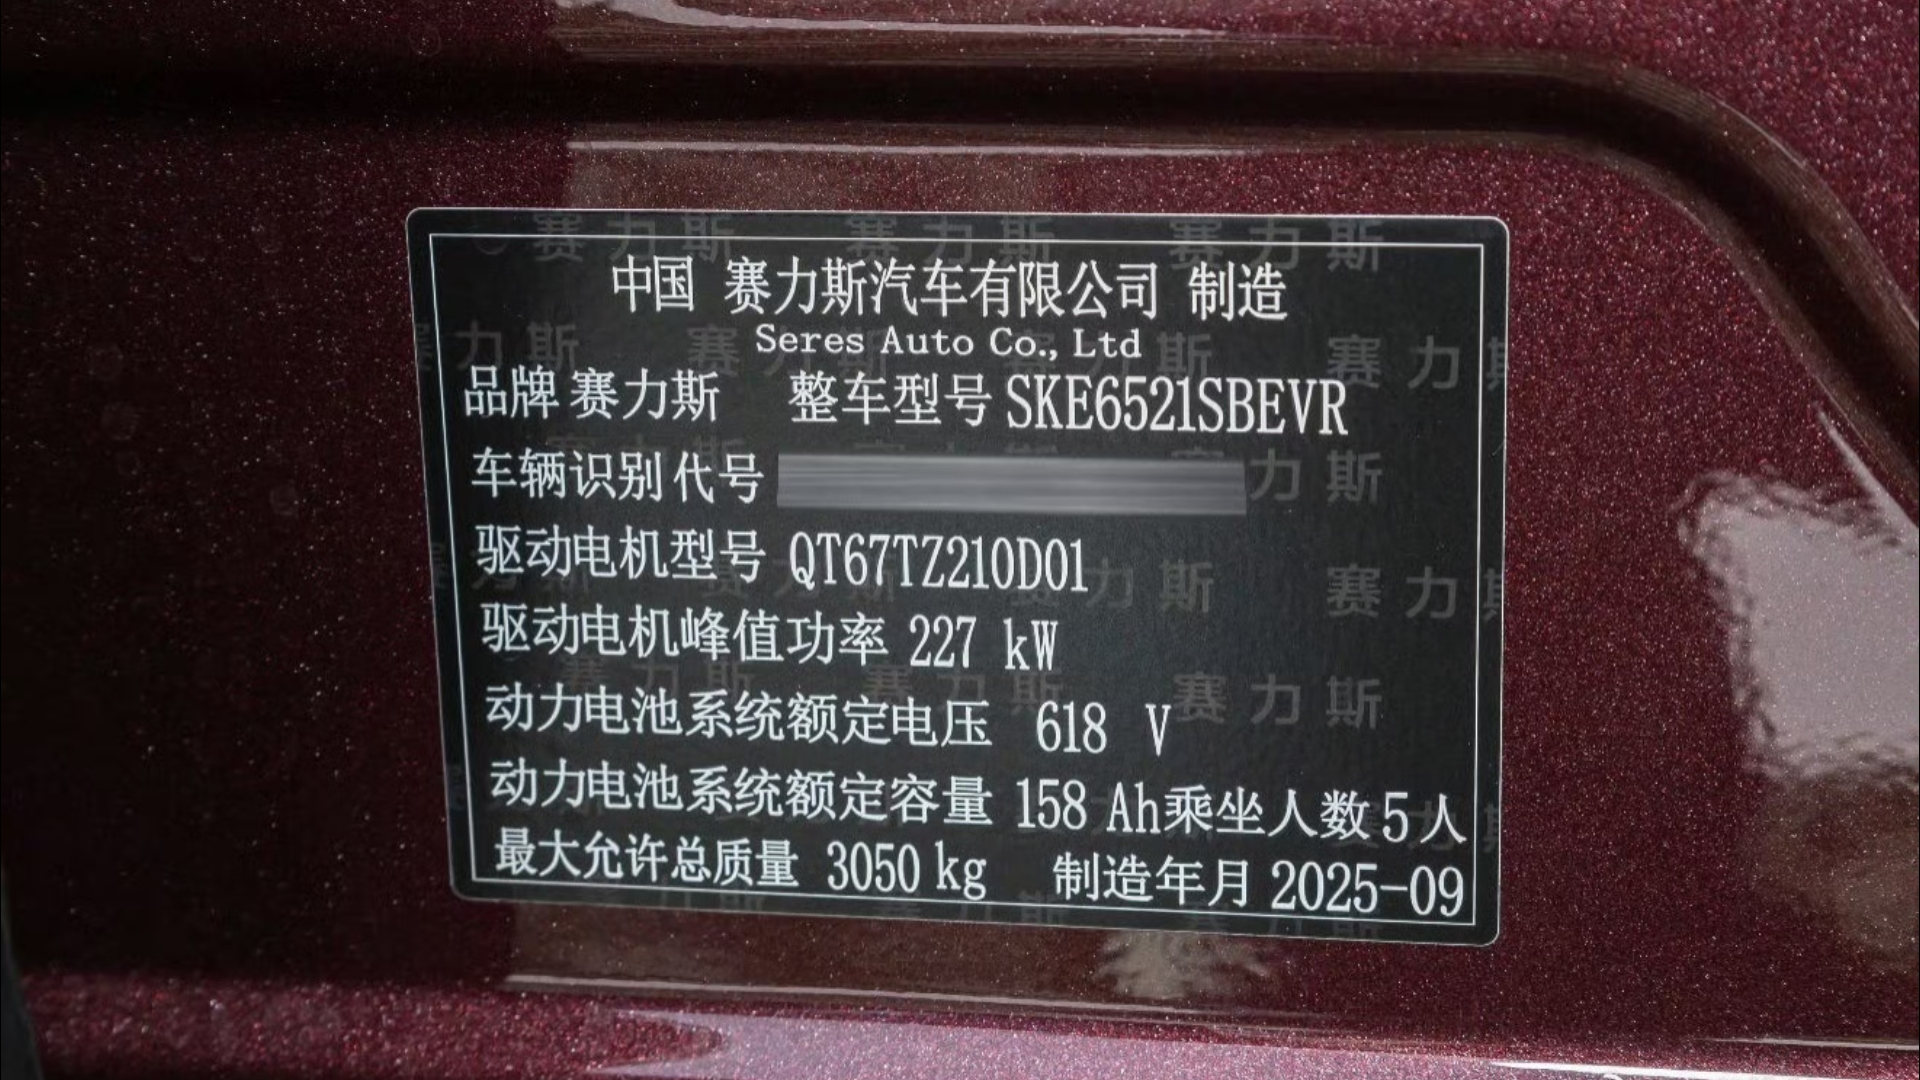 中国 赛力斯汽车有限公司 制造
Seres Auto Co., Ltd
品牌 赛力斯 整车型号 SKE6521SBEVR
车辆识别代号
驱动电机型号 QT67TZ210D01
驱动电机峰值功率 227 kW
动力电池系统额定电压 618 V
动力电池系统额定容量 158 Ah 乘坐人数 5 人
最大允许总质量 3050 kg 制造年月 2025-09